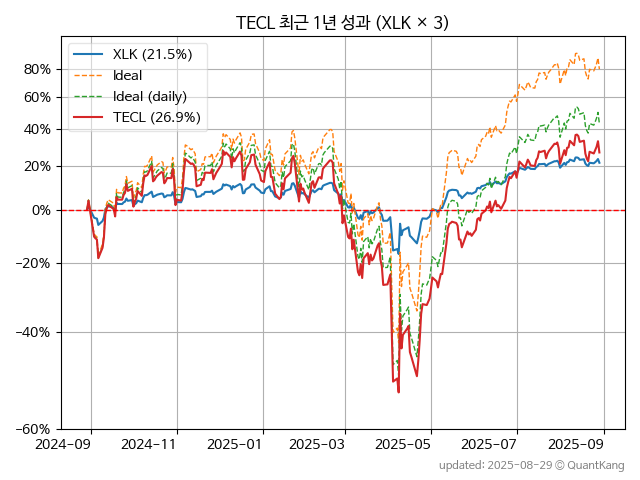 TECL 최근 1년 성과 (XLK × 3)
XLK (21.5%)
Ideal
Ideal (daily)
TECL (26.9%)
80%
60%
40%
20%
0%
−20%
−40%
−60%
2024-09 2024-11 2025-01 2025-03 2025-05 2025-07 2025-09
updated: 2025-08-29 © QuantKang